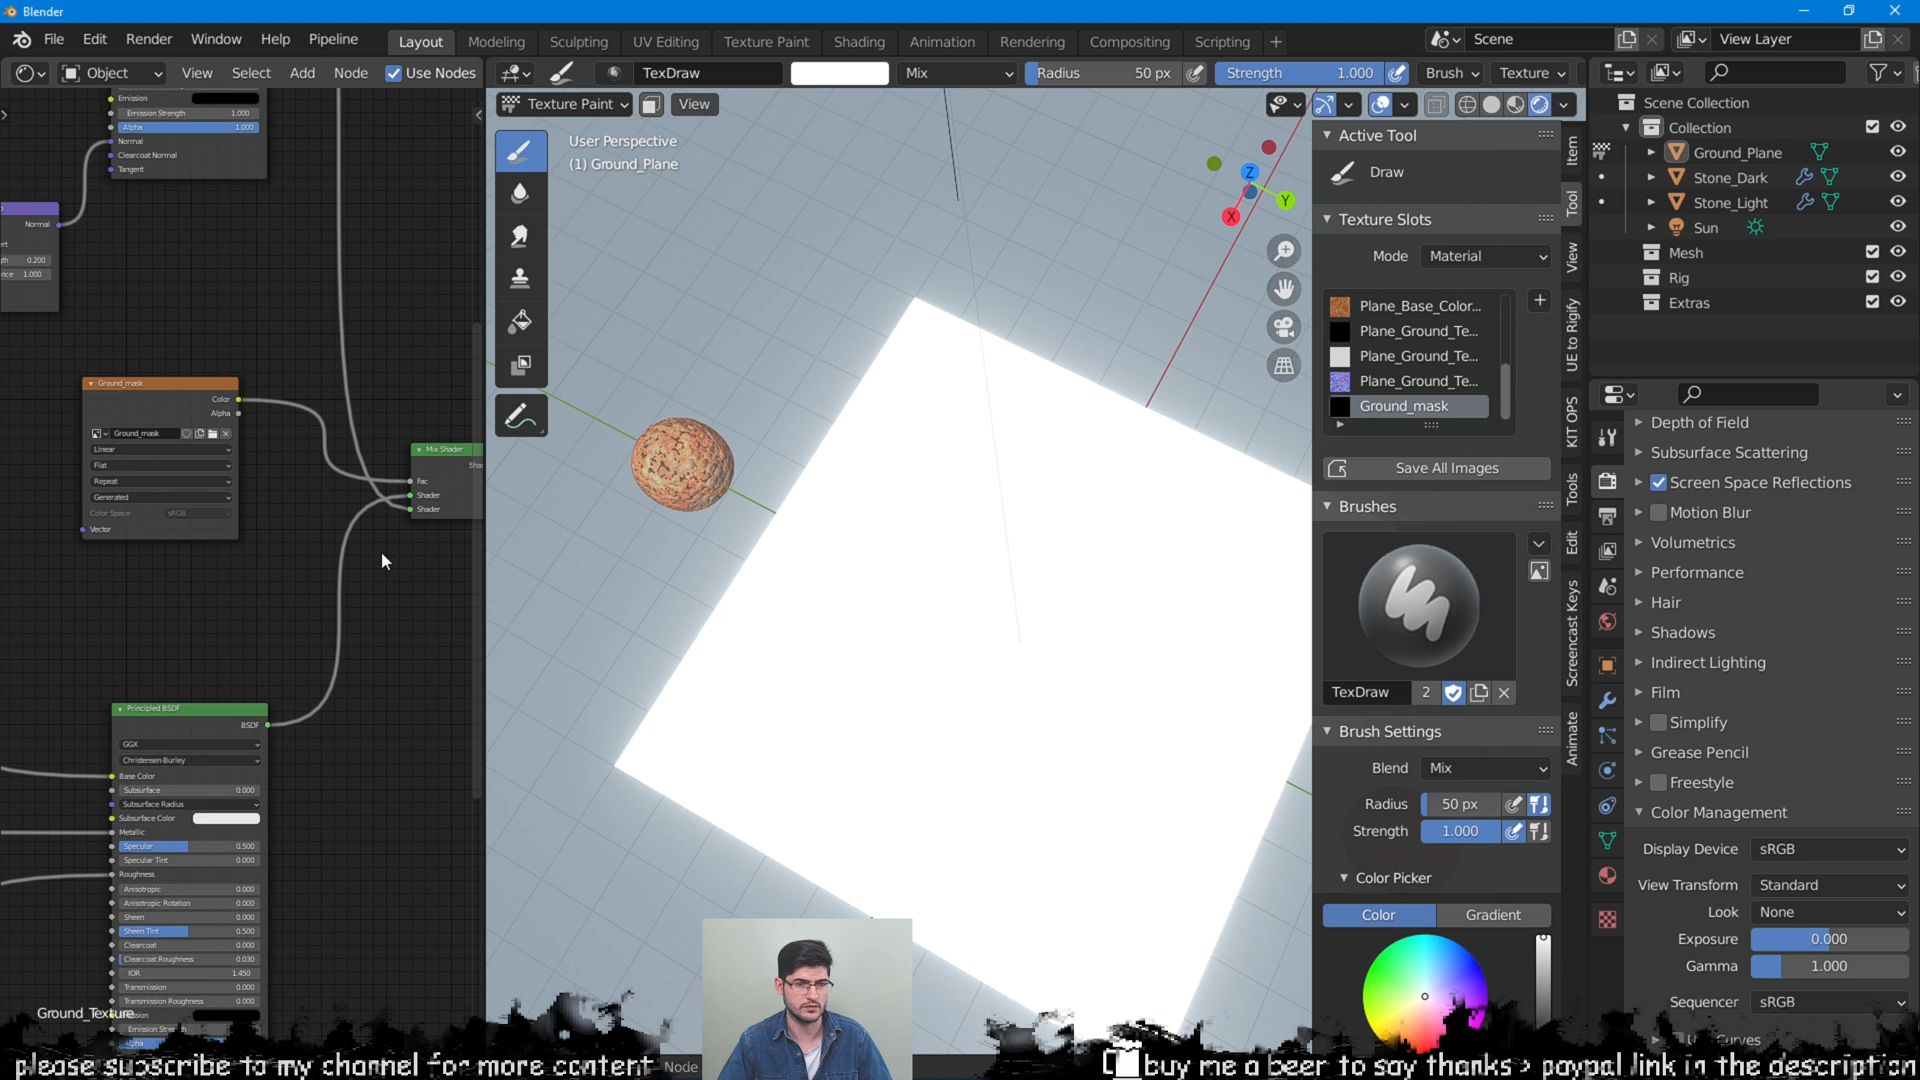 Blender
File Edit Render Window Help Pipeline Layout Modeling Sculpting UV Editing Texture Paint Shading Animation Rendering Compositing Scripting + Scene View Layer
Object View Select Add Node Use Nodes TexDraw Mix Radius 50 px Strength 1.000 Brush Texture
Emission
Emission Strength 1.000
Alpha 1.000
Normal
Clearcoat Normal
Tangent
Normal
0.200
1.000
Ground_mask
Color
Alpha
Ground_mask
Linear
Flat
Repeat
Generated
Color Space sRGB
Vector
Mix Shader
Fac
Shader
Shader
Principled BSDF
BSDF
GGX
Christensen-Burley
Base Color
Subsurface 0.000
Subsurface Radius
Subsurface Color
Metallic
Specular 0.500
Specular Tint 0.000
Roughness
Anisotropic 0.000
Anisotropic Rotation 0.000
Sheen 0.000
Sheen Tint 0.500
Clearcoat 0.000
Clearcoat Roughness 0.030
IOR 1.450
Transmission 0.000
Transmission Roughness 0.000
Ground_Texture
Texture Paint View
User Perspective
(1) Ground_Plane
Z
Y
X
Active Tool
Draw
Texture Slots
Mode Material
Plane_Base_Color...
Plane_Ground_Te...
Plane_Ground_Te...
Plane_Ground_Te...
Ground_mask
Save All Images
Brushes
TexDraw 2
Brush Settings
Blend Mix
Radius 50 px
Strength 1.000
Color Picker
Color Gradient
Item
Tool
View
UE to Rigify
KIT OPS
Tools
Edit
Screencast Keys
Animate
Scene Collection
Collection
Ground_Plane
Stone_Dark
Stone_Light
Sun
Mesh
Rig
Extras
Depth of Field
Subsurface Scattering
Screen Space Reflections
Motion Blur
Volumetrics
Performance
Hair
Shadows
Indirect Lighting
Film
Simplify
Grease Pencil
Freestyle
Color Management
Display Device sRGB
View Transform Standard
Look None
Exposure 0.000
Gamma 1.000
Sequencer sRGB
please subscribe to my channel for more content Node buy me a beer to say thanks > paypal link in the description